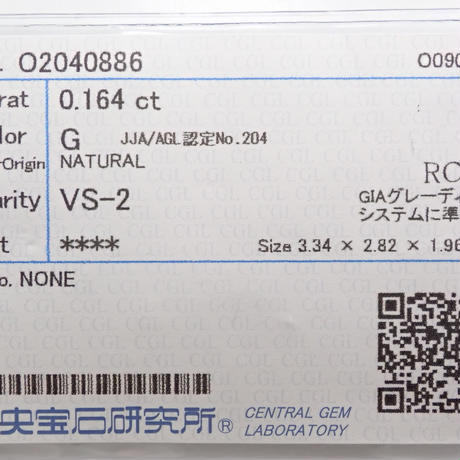 O2040886 O090
rat 0.164 ct
lor G JJA/AGL認定No.204
-Origin NATURAL RO
arity VS-2 GIAグレーディ
システムに準
t **** Size 3.34 × 2.82 × 1.96
o. NONE
央宝石研究所® CENTRAL GEM
LABORATORY